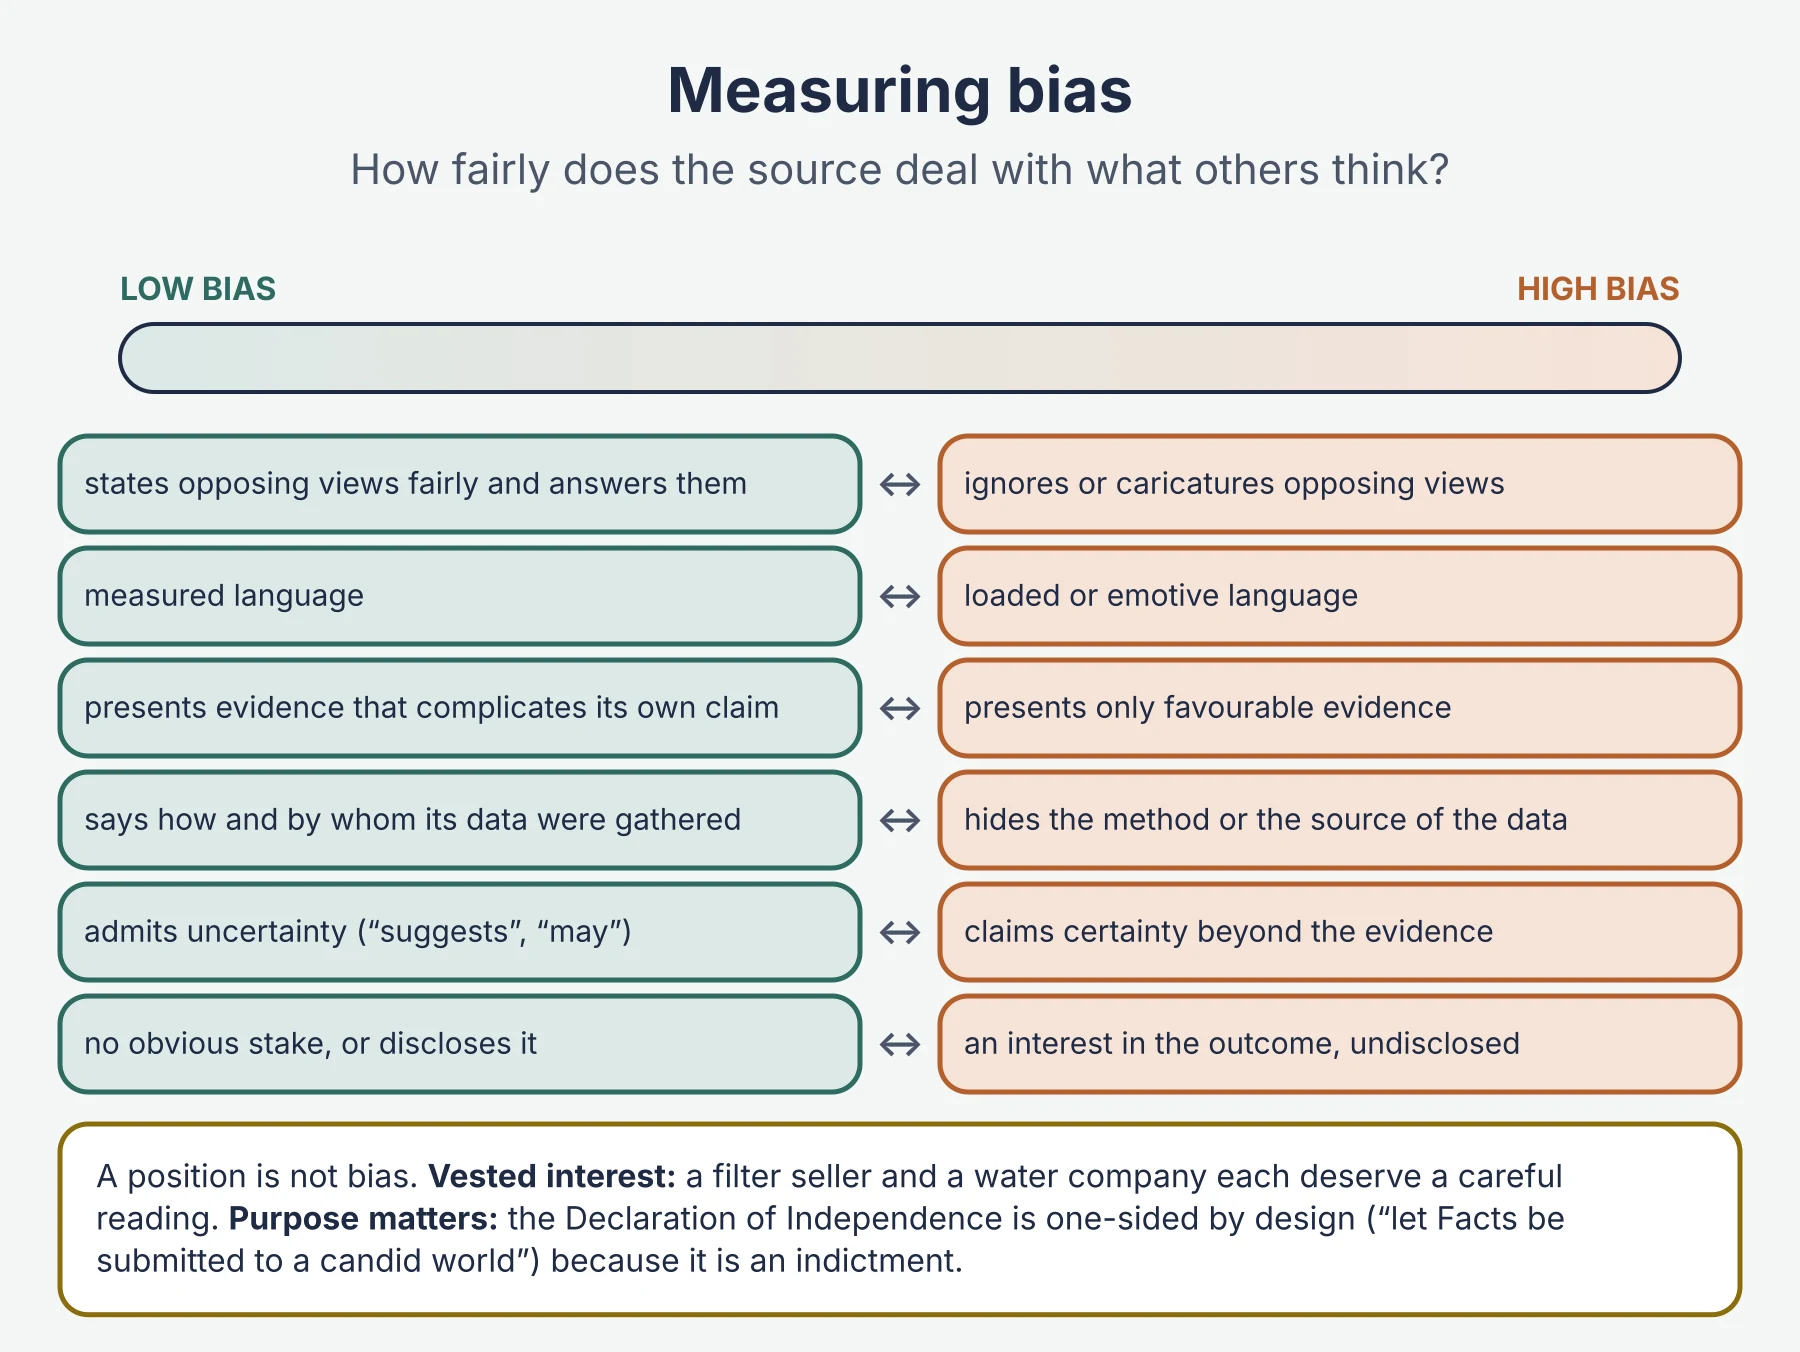 Measuring bias
How fairly does the source deal with what others think?
LOW BIAS
HIGH BIAS
states opposing views fairly and answers them ↔ ignores or caricatures opposing views
measured language ↔ loaded or emotive language
presents evidence that complicates its own claim ↔ presents only favourable evidence
says how and by whom its data were gathered ↔ hides the method or the source of the data
admits uncertainty (“suggests”, “may”) ↔ claims certainty beyond the evidence
no obvious stake, or discloses it ↔ an interest in the outcome, undisclosed
A position is not bias. Vested interest: a filter seller and a water company each deserve a careful
reading. Purpose matters: the Declaration of Independence is one-sided by design (“let Facts be
submitted to a candid world”) because it is an indictment.